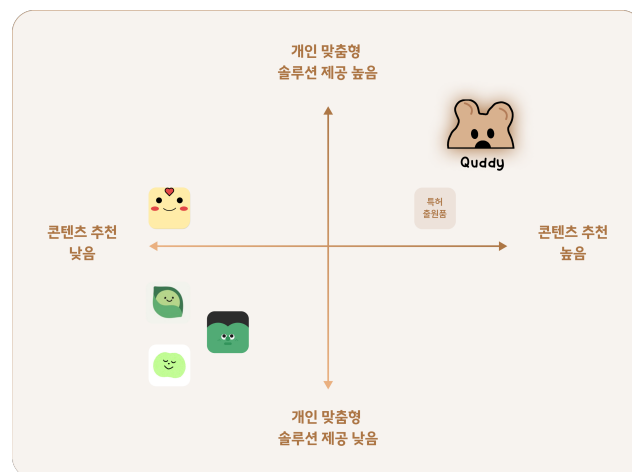 개인 맞춤형
솔루션 제공 높음
Quddy
특허
출원품
콘텐츠 추천
낮음
콘텐츠 추천
높음
개인 맞춤형
솔루션 제공 낮음